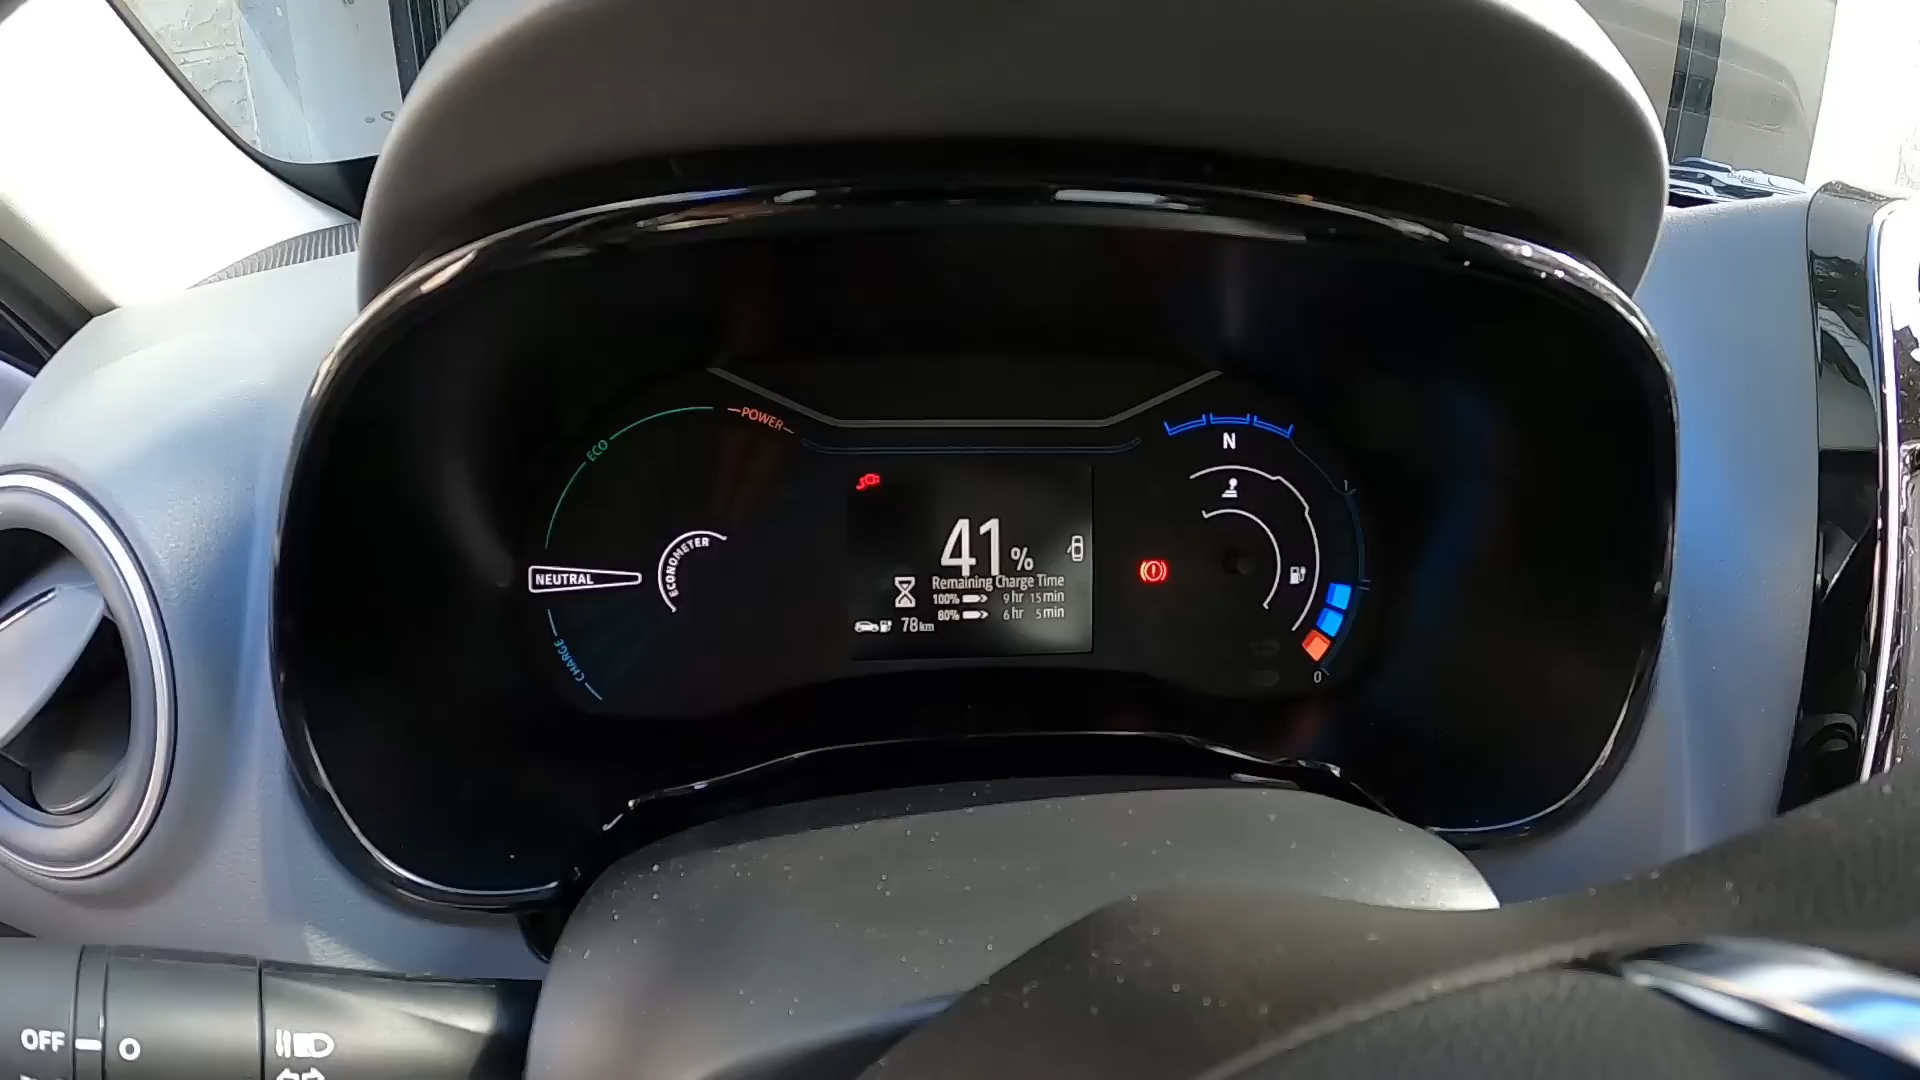 POWER
ECO
N
1
41%
NEUTRAL
ECONOMETER
Remaining Charge Time
100% 9hr 15min
80% 6hr 5min
78km
CHARGE
0
OFF